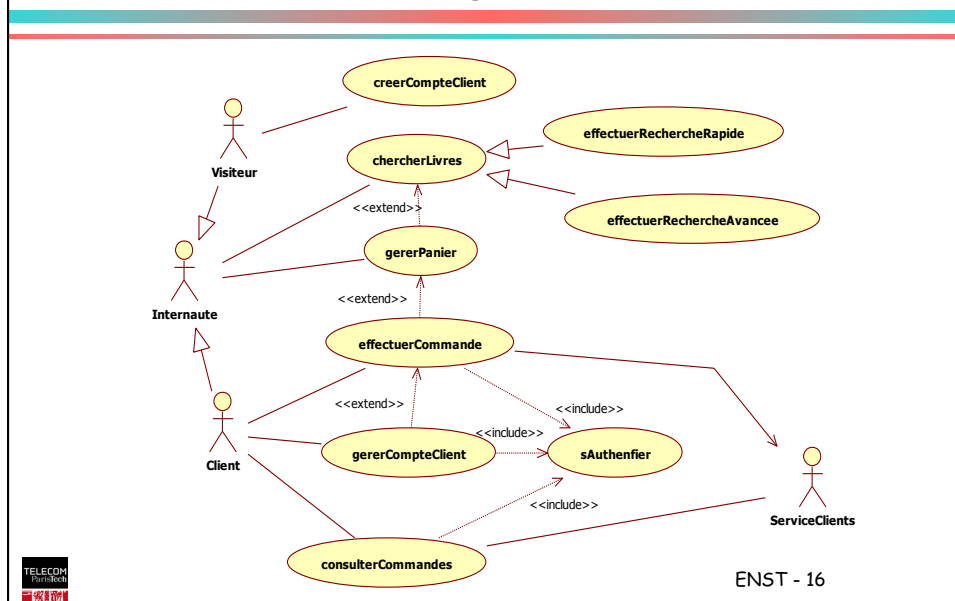 creerCompteClient
Visiteur
effectuerRechercheRapide
chercherLivres
<<extend>>
effectuerRechercheAvancee
gererPanier
Internaute
<<extend>>
effectuerCommande
<<extend>>
<<include>>
<<include>>
Client
gererCompteClient
sAuthenfier
<<include>>
ServiceClients
consulterCommandes
TELECOM
ParisTech
ENST - 16